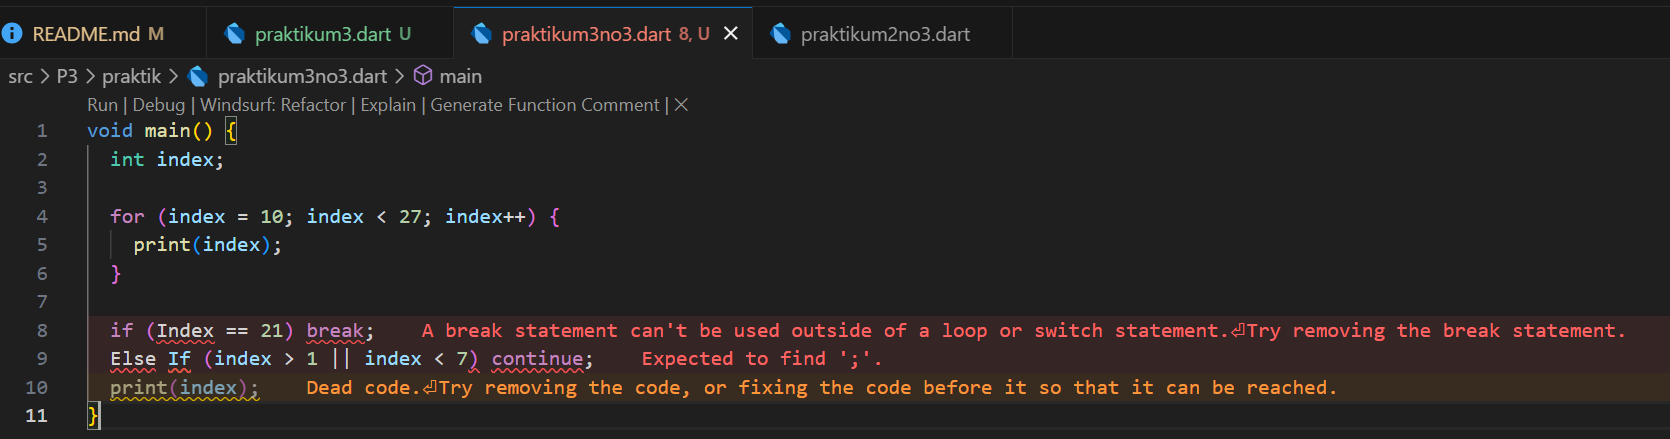 README.md M praktikum3.dart U praktikum3no3.dart 8, U praktikum2no3.dart
src > P3 > praktik > praktikum3no3.dart > main
Run | Debug | Windsurf: Refactor | Explain | Generate Function Comment | ×
1 void main() {
2 int index;
3
4 for (index = 10; index < 27; index++) {
5 print(index);
6 }
7
8 if (Index == 21) break; A break statement can't be used outside of a loop or switch statement.⏎Try removing the break statement.
9 Else If (index > 1 || index < 7) continue; Expected to find ';'.
10 print(index); Dead code.⏎Try removing the code, or fixing the code before it so that it can be reached.
11 }